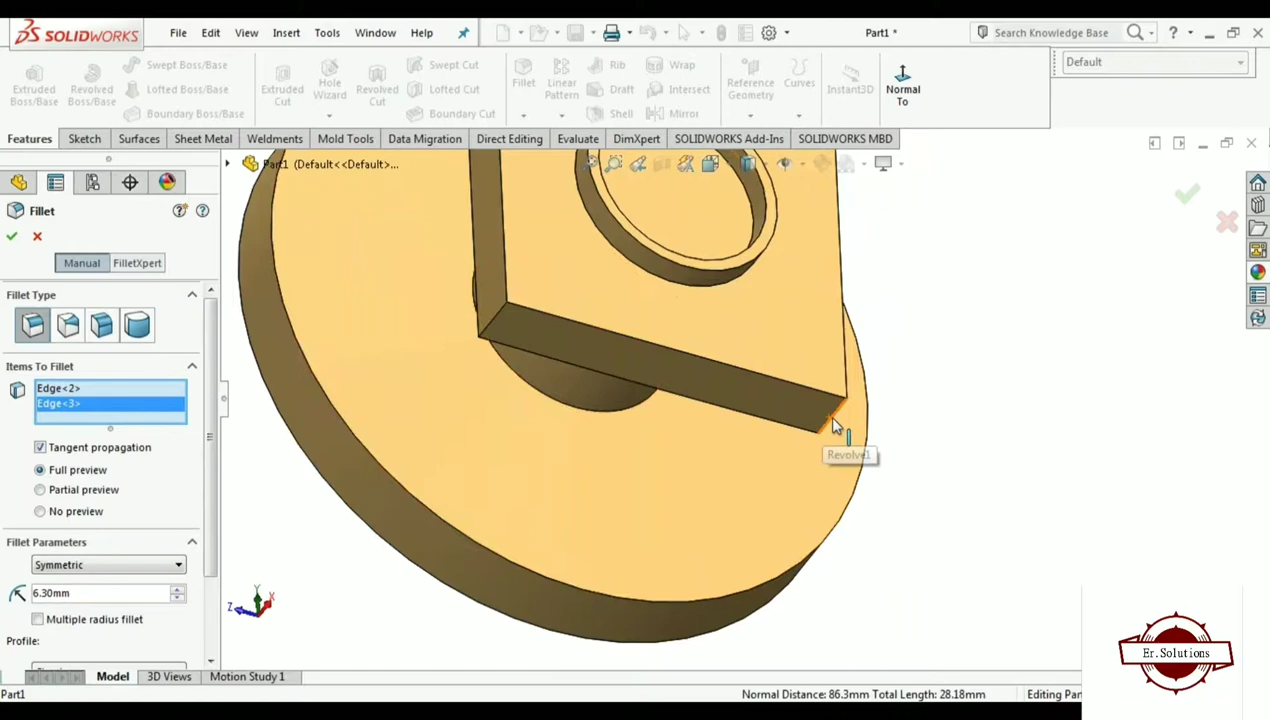 SOLIDWORKS File Edit View Insert Tools Window Help Part1 * Search Knowledge Base ?
Extruded Boss/Base Revolved Boss/Base Swept Boss/Base Lofted Boss/Base Boundary Boss/Base Extruded Cut Hole Wizard Revolved Cut Swept Cut Lofted Cut Boundary Cut Fillet Linear Pattern Rib Draft Shell Wrap Intersect Mirror Reference Geometry Curves Instant3D Normal To Default
Features Sketch Surfaces Sheet Metal Weldments Mold Tools Data Migration Direct Editing Evaluate DimXpert SOLIDWORKS Add-Ins SOLIDWORKS MBD
Part1 (Default<<Default>...
Fillet
Manual FilletXpert
Fillet Type
Items To Fillet
Edge<2>
Edge<3>
Tangent propagation
Full preview
Partial preview
No preview
Fillet Parameters
Symmetric
6.30mm
Multiple radius fillet
Profile:
Revolve1
Z Y X
Er.Solutions
Model 3D Views Motion Study 1
Part1 Normal Distance: 86.3mm Total Length: 28.18mm Editing Par